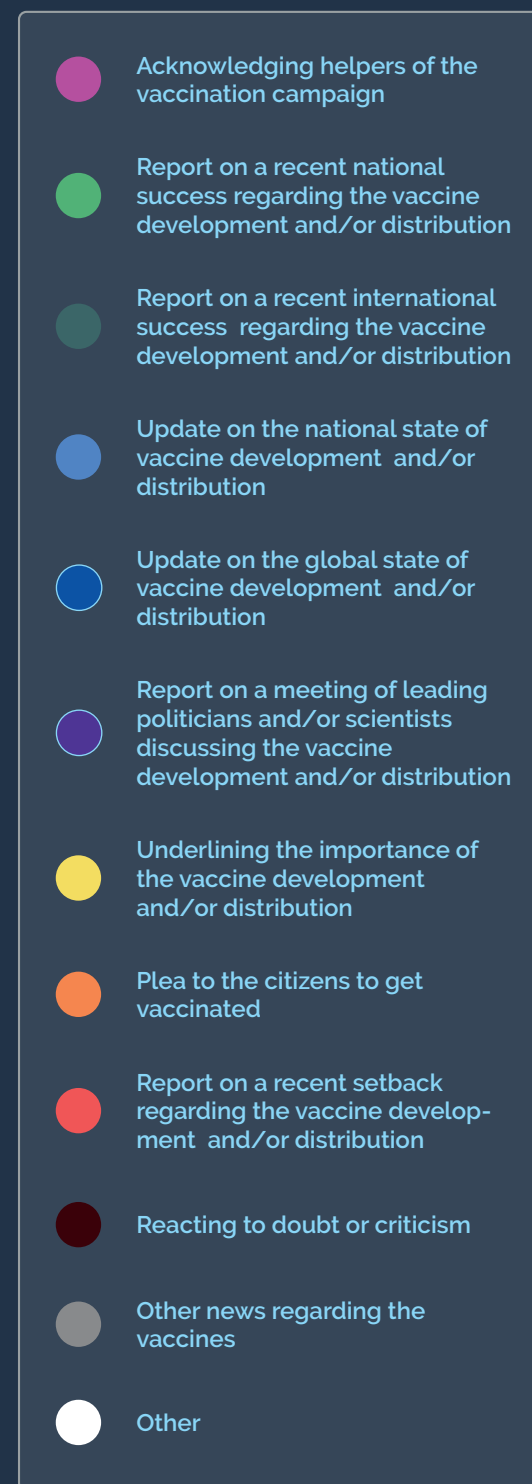 Acknowledging helpers of the
vaccination campaign
Report on a recent national
success regarding the vaccine
development and/or distribution
Report on a recent international
success regarding the vaccine
development and/or distribution
Update on the national state of
vaccine development and/or
distribution
Update on the global state of
vaccine development and/or
distribution
Report on a meeting of leading
politicians and/or scientists
discussing the vaccine
development and/or distribution
Underlining the importance of
the vaccine development
and/or distribution
Plea to the citizens to get
vaccinated
Report on a recent setback
regarding the vaccine develop-
ment and/or distribution
Reacting to doubt or criticism
Other news regarding the
vaccines
Other